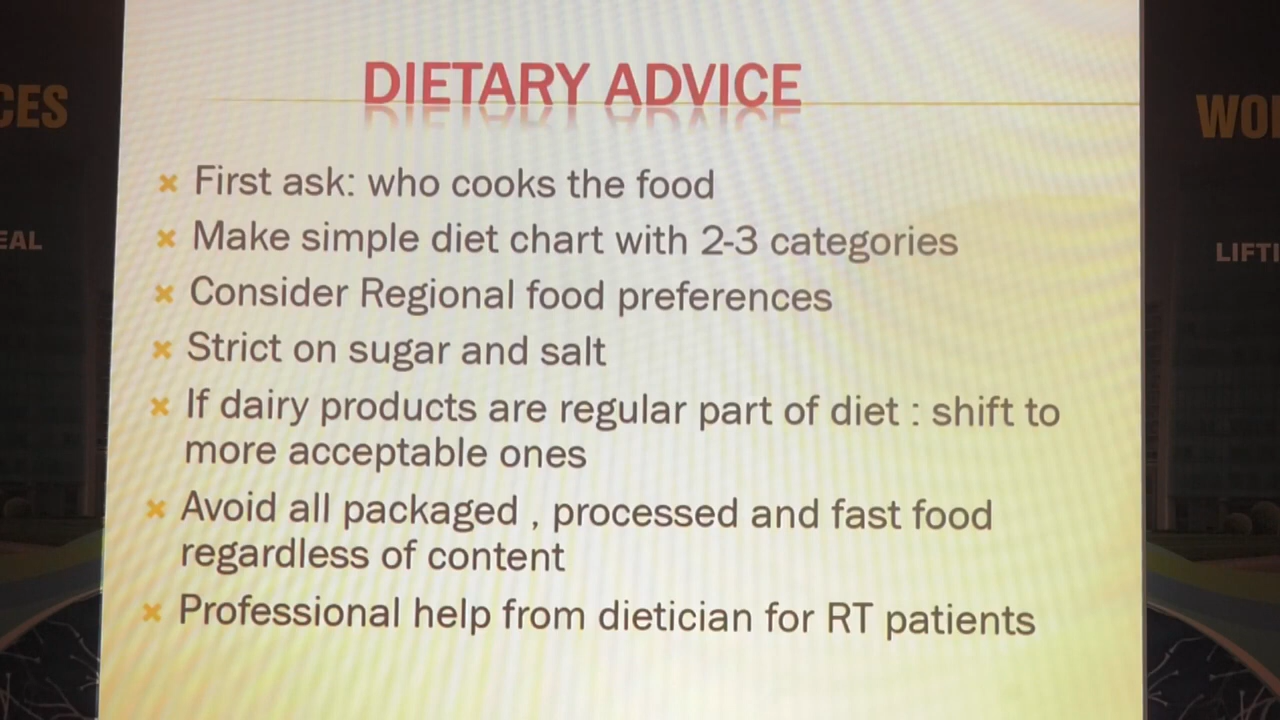 DIETARY ADVICE
First ask: who cooks the food
Make simple diet chart with 2-3 categories
Consider Regional food preferences
Strict on sugar and salt
If dairy products are regular part of diet : shift to
more acceptable ones
Avoid all packaged , processed and fast food
regardless of content
Professional help from dietician for RT patients
CES
EAL
WO
LIFTI